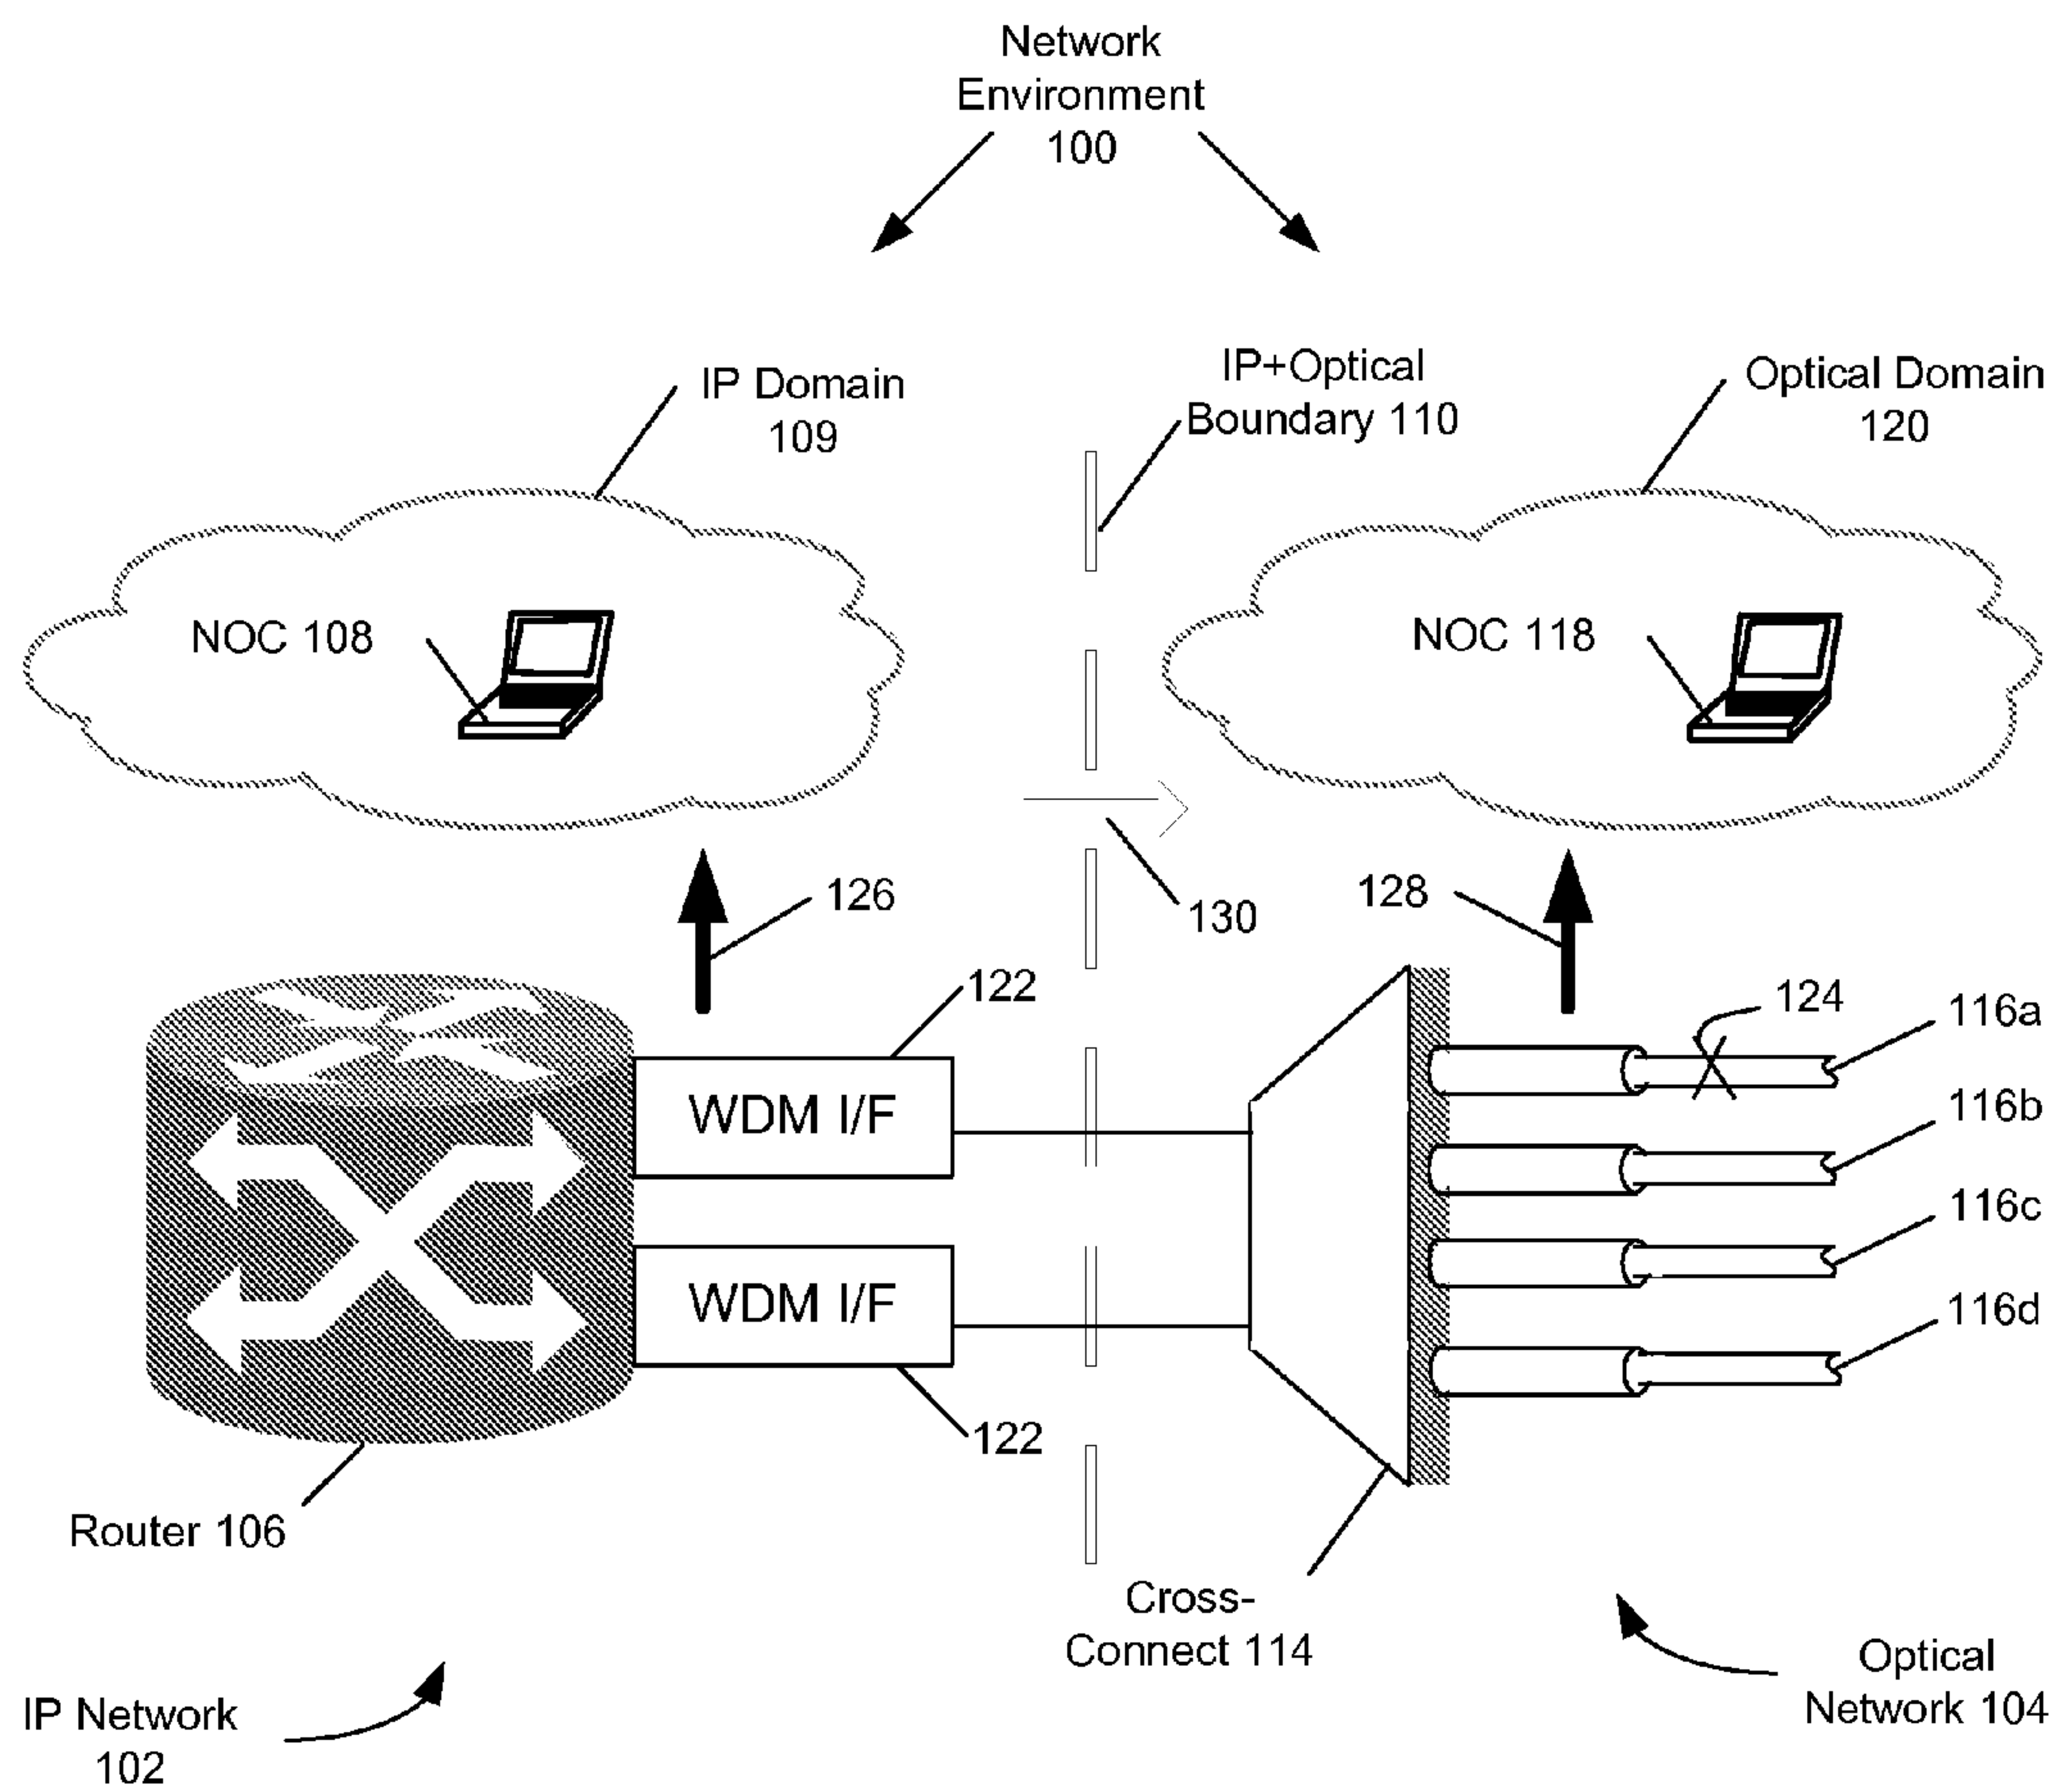 Network
Environment
100
IP Domain
109
IP+Optical
Boundary 110
Optical Domain
120
NOC 108
NOC 118
126
130
128
122
124
116a
WDM I/F
116b
116c
WDM I/F
116d
122
Router 106
Cross-
Connect 114
IP Network
102
Optical
Network 104